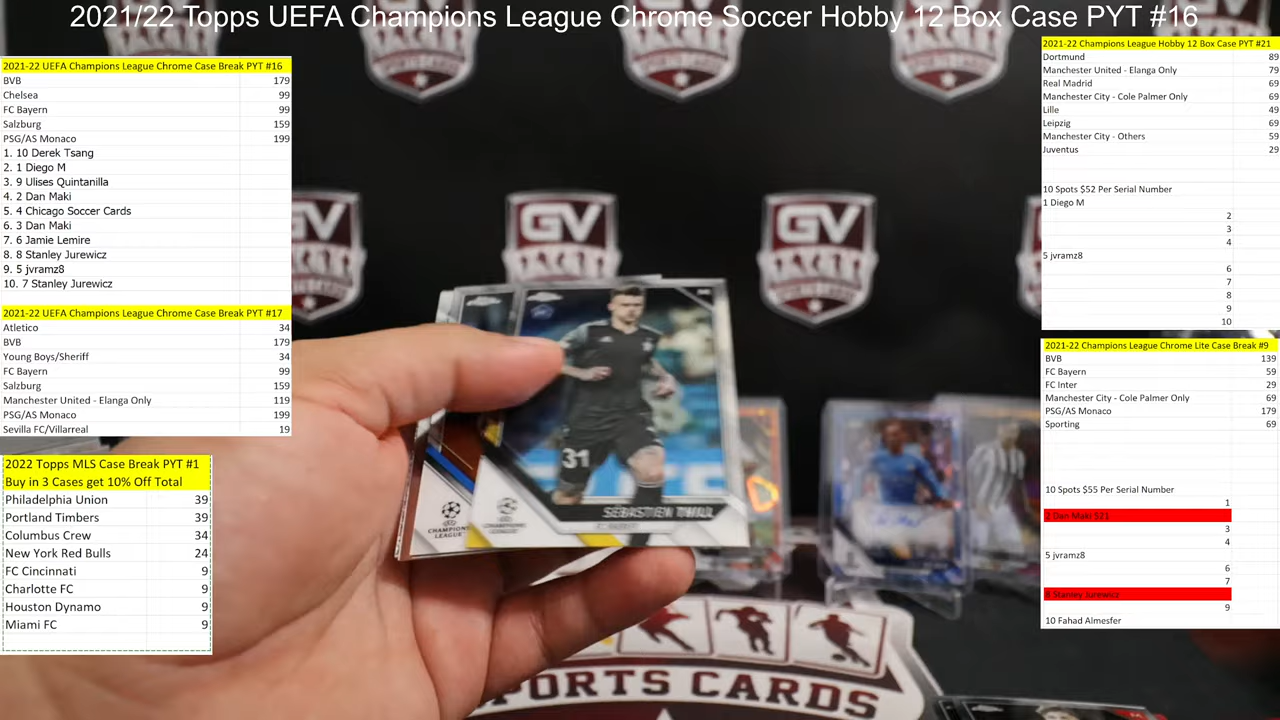 2021/22 Topps UEFA Champions League Chrome Soccer Hobby 12 Box Case PYT #16
2021-22 UEFA Champions League Chrome Case Break PYT #16
BVB 179
Chelsea 99
FC Bayern 99
Salzburg 159
PSG/AS Monaco 199
1. 10 Derek Tsang
2. 1 Diego M
3. 9 Ulises Quintanilla
4. 2 Dan Maki
5. 4 Chicago Soccer Cards
6. 3 Dan Maki
7. 6 Jamie Lemire
8. 8 Stanley Jurewicz
9. 5 jvramz8
10. 7 Stanley Jurewicz
2021-22 UEFA Champions League Chrome Case Break PYT #17
Atletico 34
BVB 179
Young Boys/Sheriff 34
FC Bayern 99
Salzburg 159
Manchester United - Elanga Only 119
PSG/AS Monaco 199
Sevilla FC/Villarreal 19
2022 Topps MLS Case Break PYT #1
Buy in 3 Cases get 10% Off Total
Philadelphia Union 39
Portland Timbers 39
Columbus Crew 34
New York Red Bulls 24
FC Cincinnati 9
Charlotte FC 9
Houston Dynamo 9
Miami FC 9
2021-22 Champions League Hobby 12 Box Case PYT #21
Dortmund 89
Manchester United - Elanga Only 79
Real Madrid 69
Manchester City - Cole Palmer Only 69
Lille 49
Leipzig 69
Manchester City - Others 59
Juventus 29
10 Spots $52 Per Serial Number
1 Diego M
2
3
4
5 jvramz8
6
7
8
9
10
2021-22 Champions League Chrome Lite Case Break #9
BVB 139
FC Bayern 59
FC Inter 29
Manchester City - Cole Palmer Only 69
PSG/AS Monaco 179
Sporting 69
10 Spots $55 Per Serial Number
1
2 Dan Maki 521
3
4
5 jvramz8
6
7
8 Stanley Jurewicz
9
10 Fahad Almesfer
GV
GV
GV
31
SEBASTIEN THILL
CHAMPIONS
LEAGUE
SPORTS CARDS